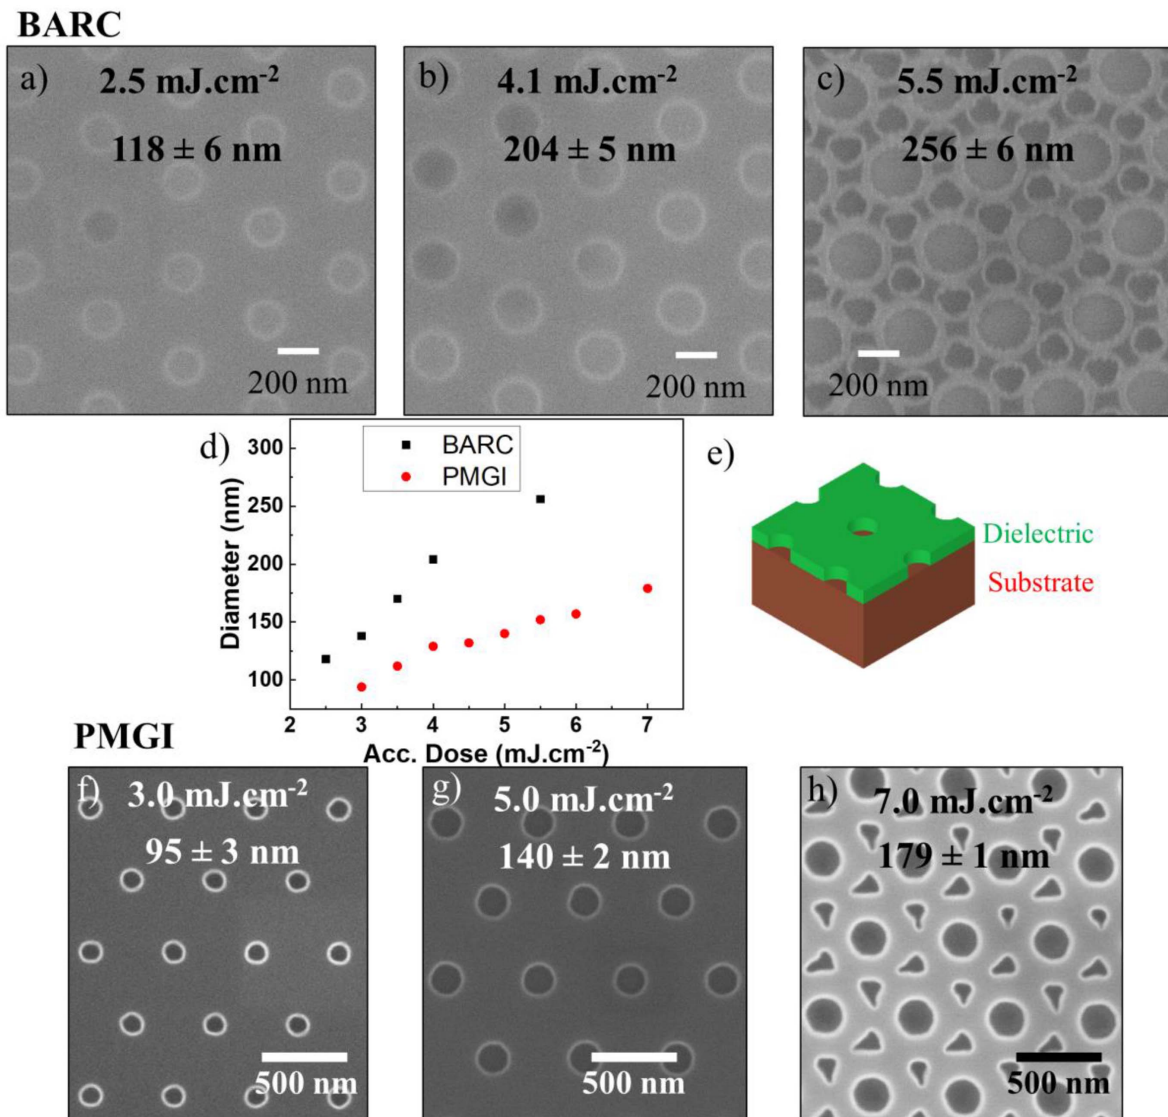 BARC
a) 2.5 mJ.cm⁻²
118 ± 6 nm
200 nm
b) 4.1 mJ.cm⁻²
204 ± 5 nm
200 nm
c) 5.5 mJ.cm⁻²
256 ± 6 nm
200 nm
d)
BARC
PMGI
300
250
200
150
100
Diameter (nm)
2 3 4 5 6 7
Acc. Dose (mJ.cm⁻²)
e)
Dielectric
Substrate
PMGI
f) 3.0 mJ.cm⁻²
95 ± 3 nm
500 nm
g) 5.0 mJ.cm⁻²
140 ± 2 nm
500 nm
h) 7.0 mJ.cm⁻²
179 ± 1 nm
500 nm